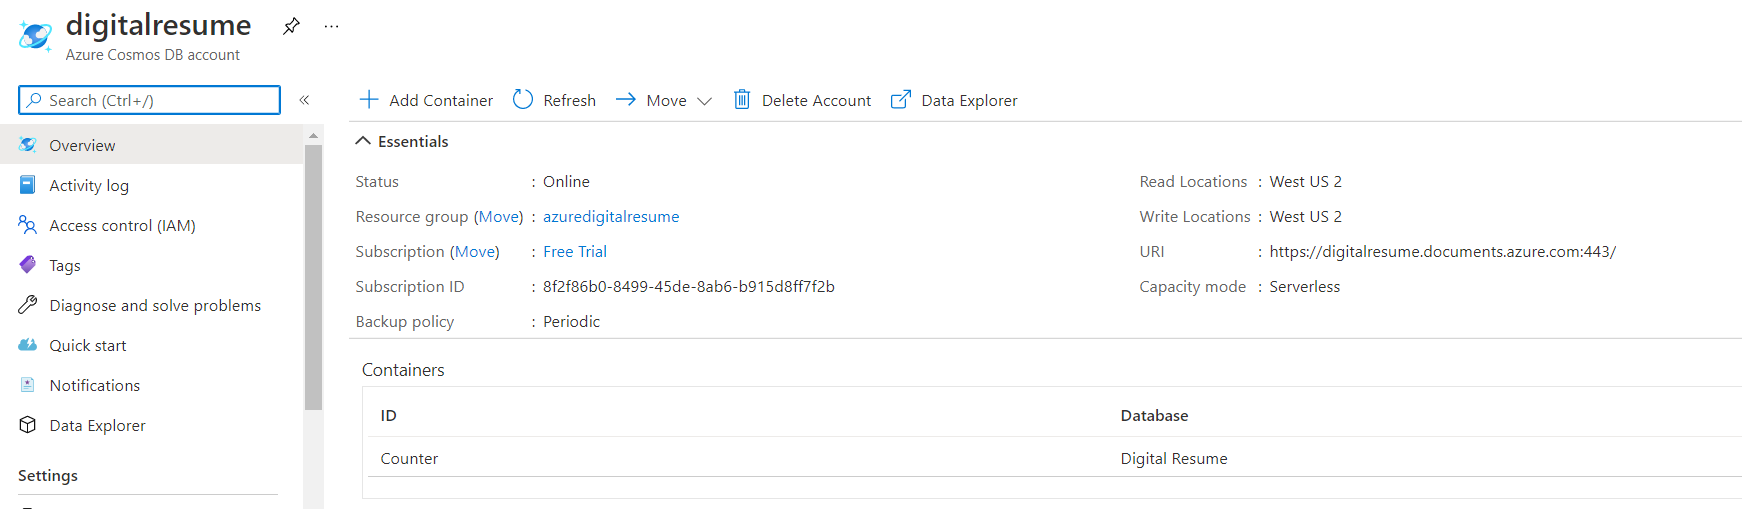 digitalresume
Azure Cosmos DB account
Search (Ctrl+/)
Overview
Activity log
Access control (IAM)
Tags
Diagnose and solve problems
Quick start
Notifications
Data Explorer
Settings
Add Container Refresh Move Delete Account Data Explorer
Essentials
Status : Online
Resource group (Move) : azuredigitalresume
Subscription (Move) : Free Trial
Subscription ID : 8f2f86b0-8499-45de-8ab6-b915d8ff7f2b
Backup policy : Periodic
Read Locations : West US 2
Write Locations : West US 2
URI : https://digitalresume.documents.azure.com:443/
Capacity mode : Serverless
Containers
ID Database
Counter Digital Resume